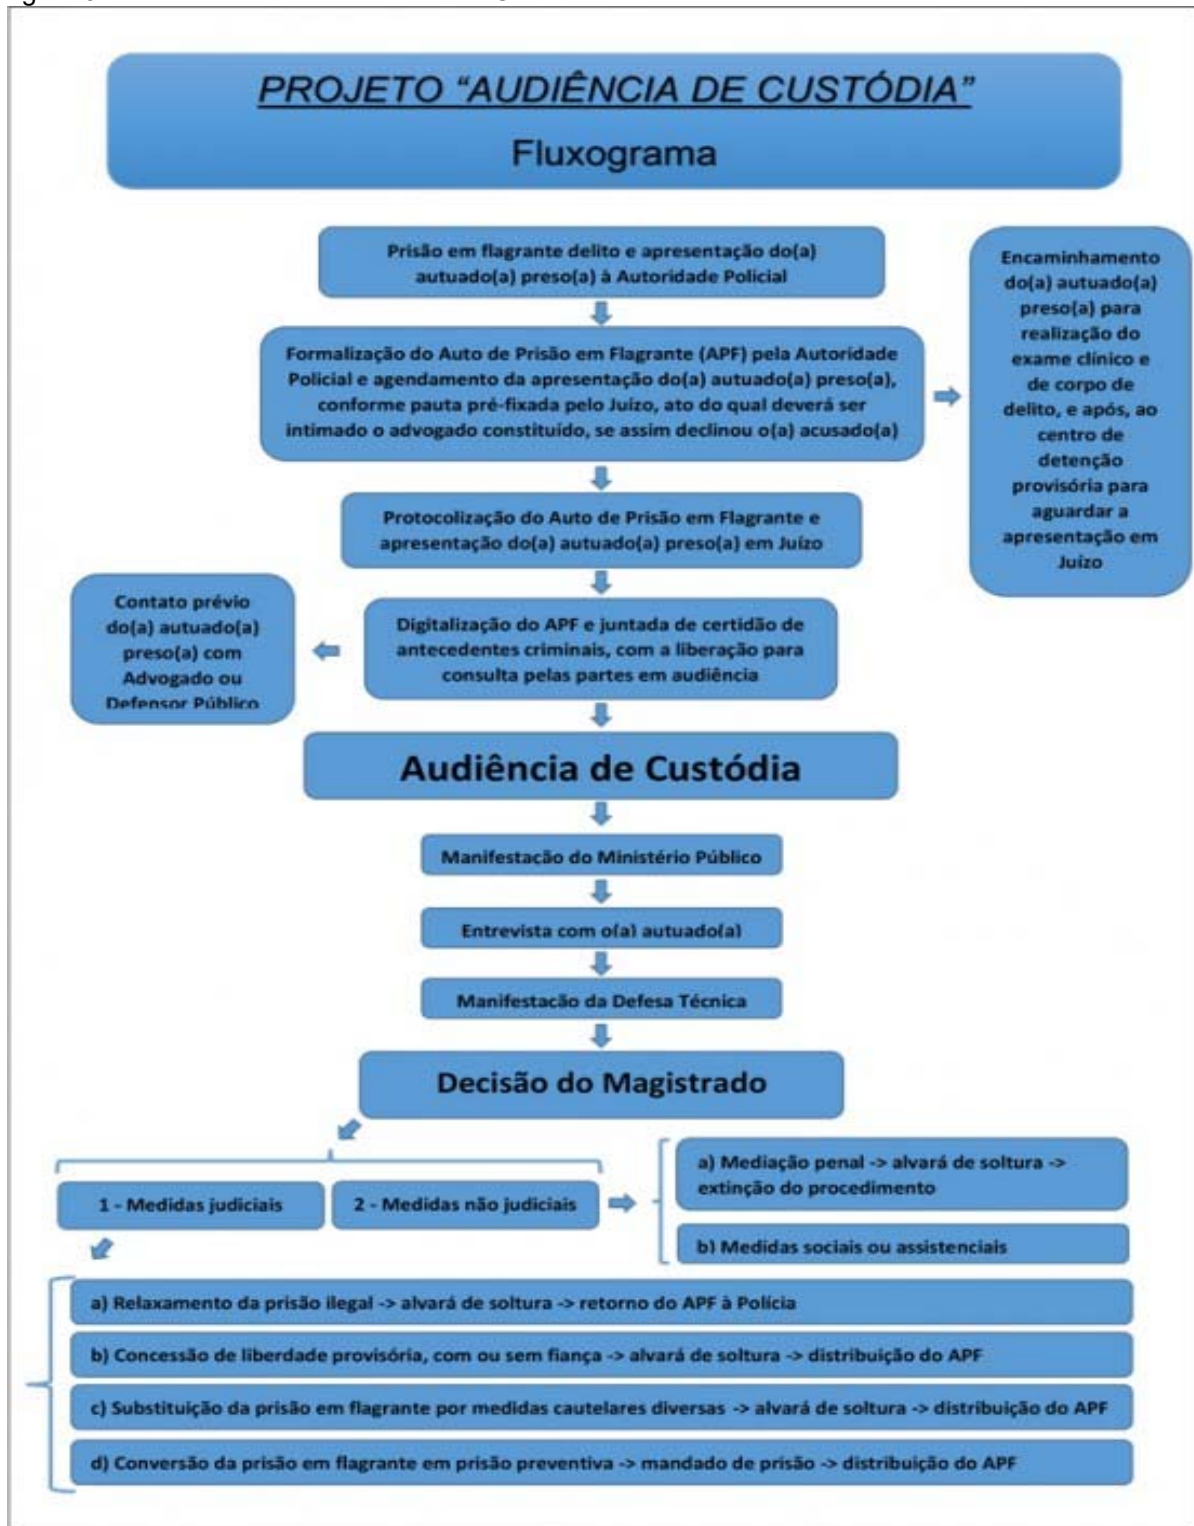 PROJETO “AUDIÊNCIA DE CUSTÓDIA”
Fluxograma
Prisão em flagrante delito e apresentação do(a)
autuado(a) preso(a) à Autoridade Policial
Encaminhamento
do(a) autuado(a)
preso(a) para
realização do
exame clínico e
de corpo de
delito, e após, ao
centro de
detenção
provisória para
aguardar a
apresentação em
Juízo
Formalização do Auto de Prisão em Flagrante (APF) pela Autoridade
Policial e agendamento da apresentação do(a) autuado(a) preso(a),
conforme pauta pré-fixada pelo Juízo, ato do qual deverá ser
intimado o advogado constituído, se assim declinou o(a) acusado(a)
Protocolização do Auto de Prisão em Flagrante e
apresentação do(a) autuado(a) preso(a) em Juízo
Contato prévio
do(a) autuado(a)
preso(a) com
Advogado ou
Defensor Público
Digitalização do APF e juntada de certidão de
antecedentes criminais, com a liberação para
consulta pelas partes em audiência
Audiência de Custódia
Manifestação do Ministério Público
Entrevista com o(a) autuado(a)
Manifestação da Defesa Técnica
Decisão do Magistrado
1 - Medidas judiciais
2 - Medidas não judiciais
a) Mediação penal -> alvará de soltura ->
extinção do procedimento
b) Medidas sociais ou assistenciais
a) Relaxamento da prisão ilegal -> alvará de soltura -> retorno do APF à Polícia
b) Concessão de liberdade provisória, com ou sem fiança -> alvará de soltura -> distribuição do APF
c) Substituição da prisão em flagrante por medidas cautelares diversas -> alvará de soltura -> distribuição do APF
d) Conversão da prisão em flagrante em prisão preventiva -> mandado de prisão -> distribuição do APF